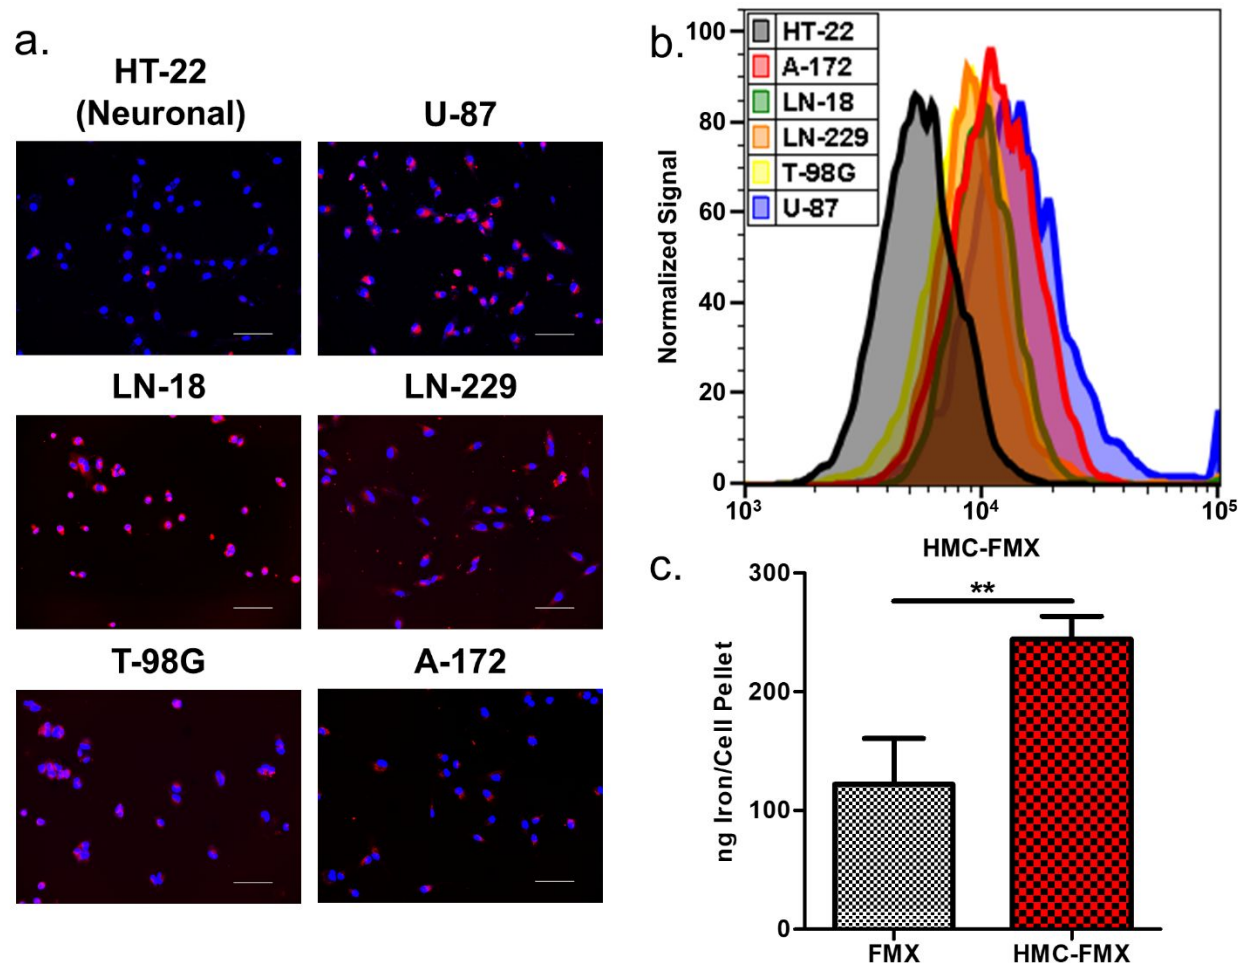 a.
HT-22
(Neuronal)
U-87
LN-18
LN-229
T-98G
A-172
b.
HT-22
A-172
LN-18
LN-229
T-98G
U-87
Normalized Signal
100
80
60
40
20
0
10³
10⁴
10⁵
HMC-FMX
c.
ng Iron/Cell Pellet
300
200
100
0
**
FMX
HMC-FMX